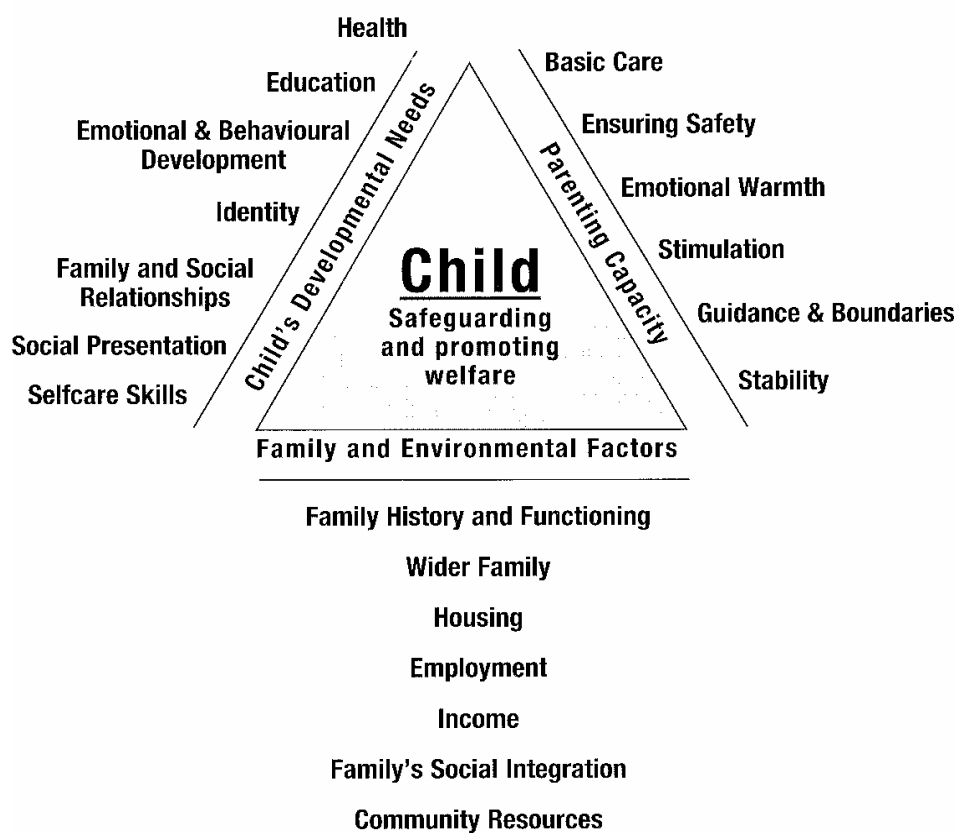 Health
Education
Emotional & Behavioural
Development
Identity
Family and Social
Relationships
Social Presentation
Selfcare Skills
Child's Developmental Needs
Basic Care
Ensuring Safety
Emotional Warmth
Stimulation
Guidance & Boundaries
Stability
Parenting Capacity
Child
Safeguarding
and promoting
welfare
Family and Environmental Factors
Family History and Functioning
Wider Family
Housing
Employment
Income
Family's Social Integration
Community Resources